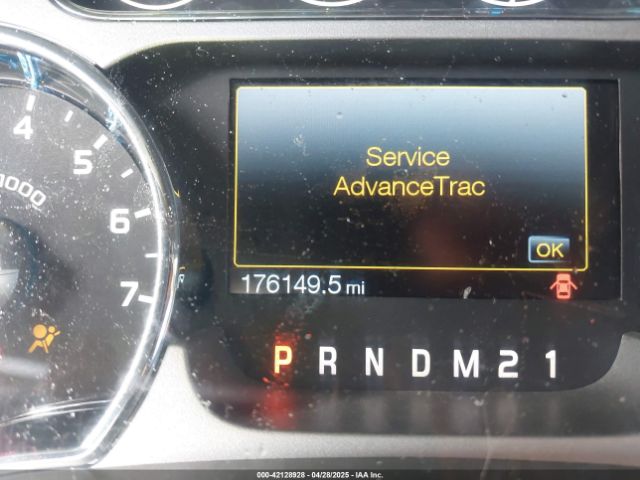 4
5
6
7
1000
Service
AdvanceTrac
OK
176149.5 mi
P R N D M 2 1
000-42128928 | 04/28/2025 | IAA Inc.